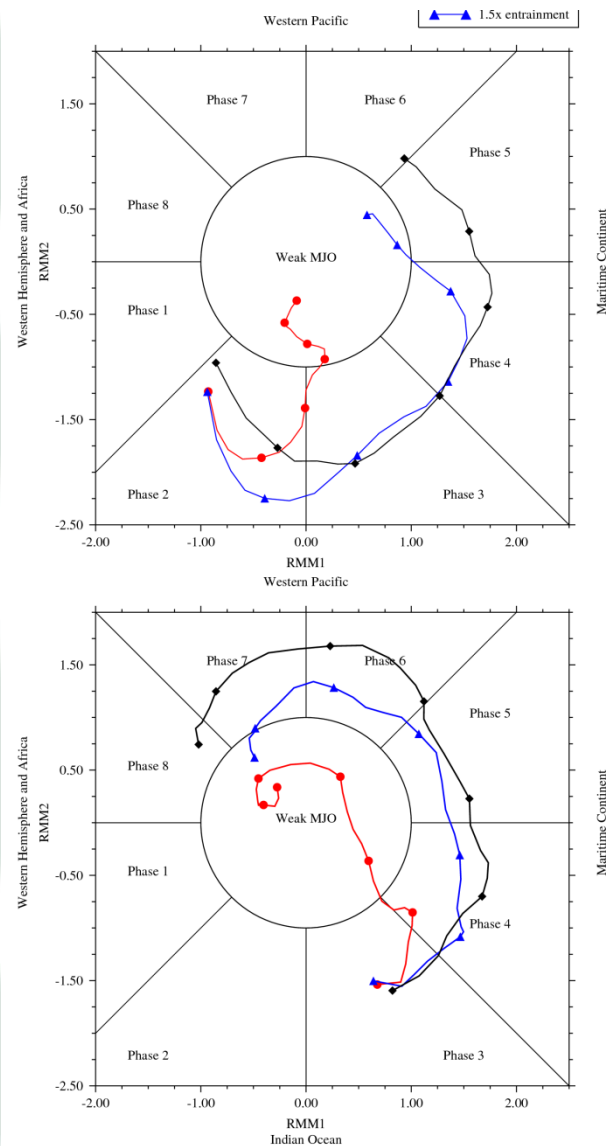 1.5x entrainment
Western Pacific
1.50
0.50
-0.50
-1.50
-2.50
Phase 7
Phase 6
Phase 5
Phase 8
Weak MJO
Phase 1
Phase 4
Phase 2
Phase 3
Western Hemisphere and Africa
RMM2
Maritime Continent
-2.00 -1.00 0.00 1.00 2.00
RMM1
Western Pacific
1.50
0.50
-0.50
-1.50
-2.50
Phase 7
Phase 6
Phase 5
Phase 8
Weak MJO
Phase 1
Phase 4
Phase 2
Phase 3
Western Hemisphere and Africa
RMM2
Maritime Continent
-2.00 -1.00 0.00 1.00 2.00
RMM1
Indian Ocean